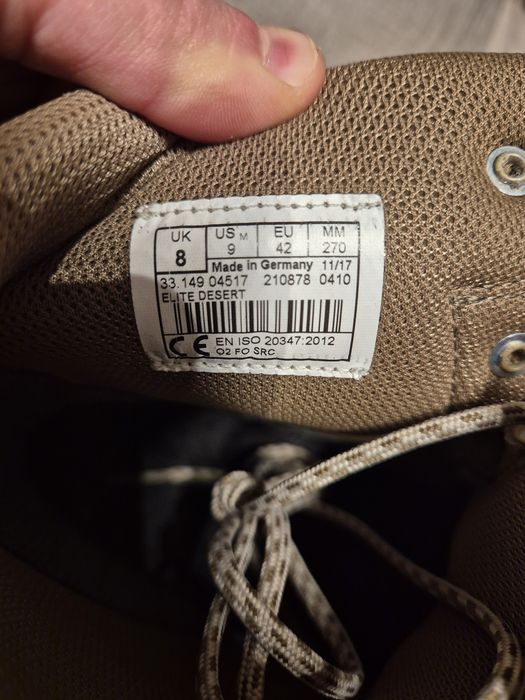 UK US M EU MM
8 9 42 270
Made in Germany 11/17
33.149 04517 210878 0410
ELITE DESERT
CE EN ISO 20347:2012
O2 FO SRC